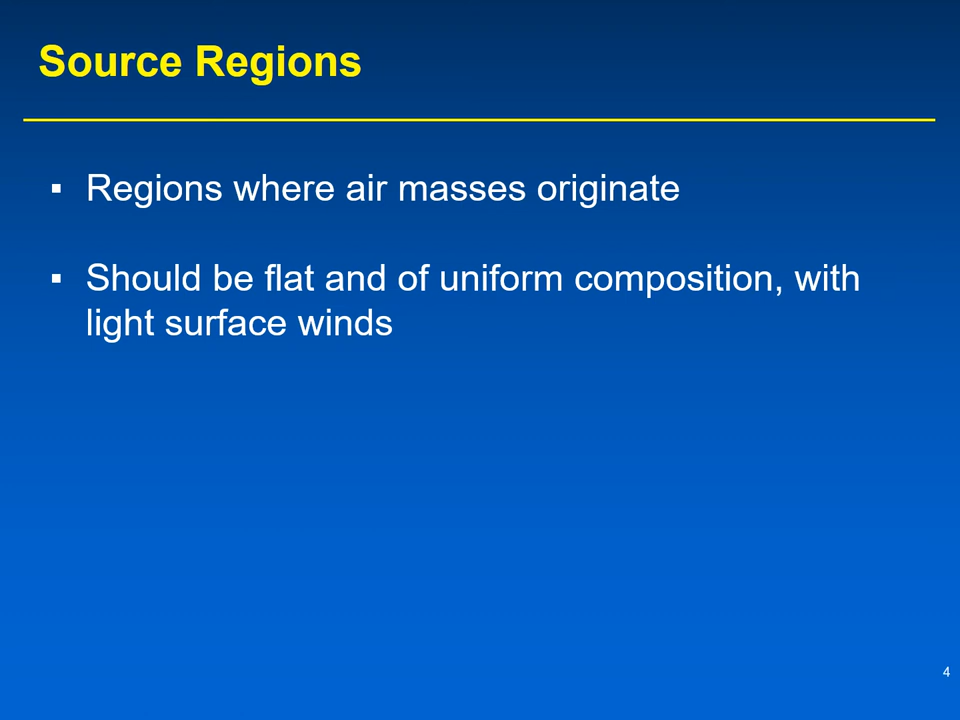 Source Regions
▪ Regions where air masses originate
▪ Should be flat and of uniform composition, with
light surface winds
4